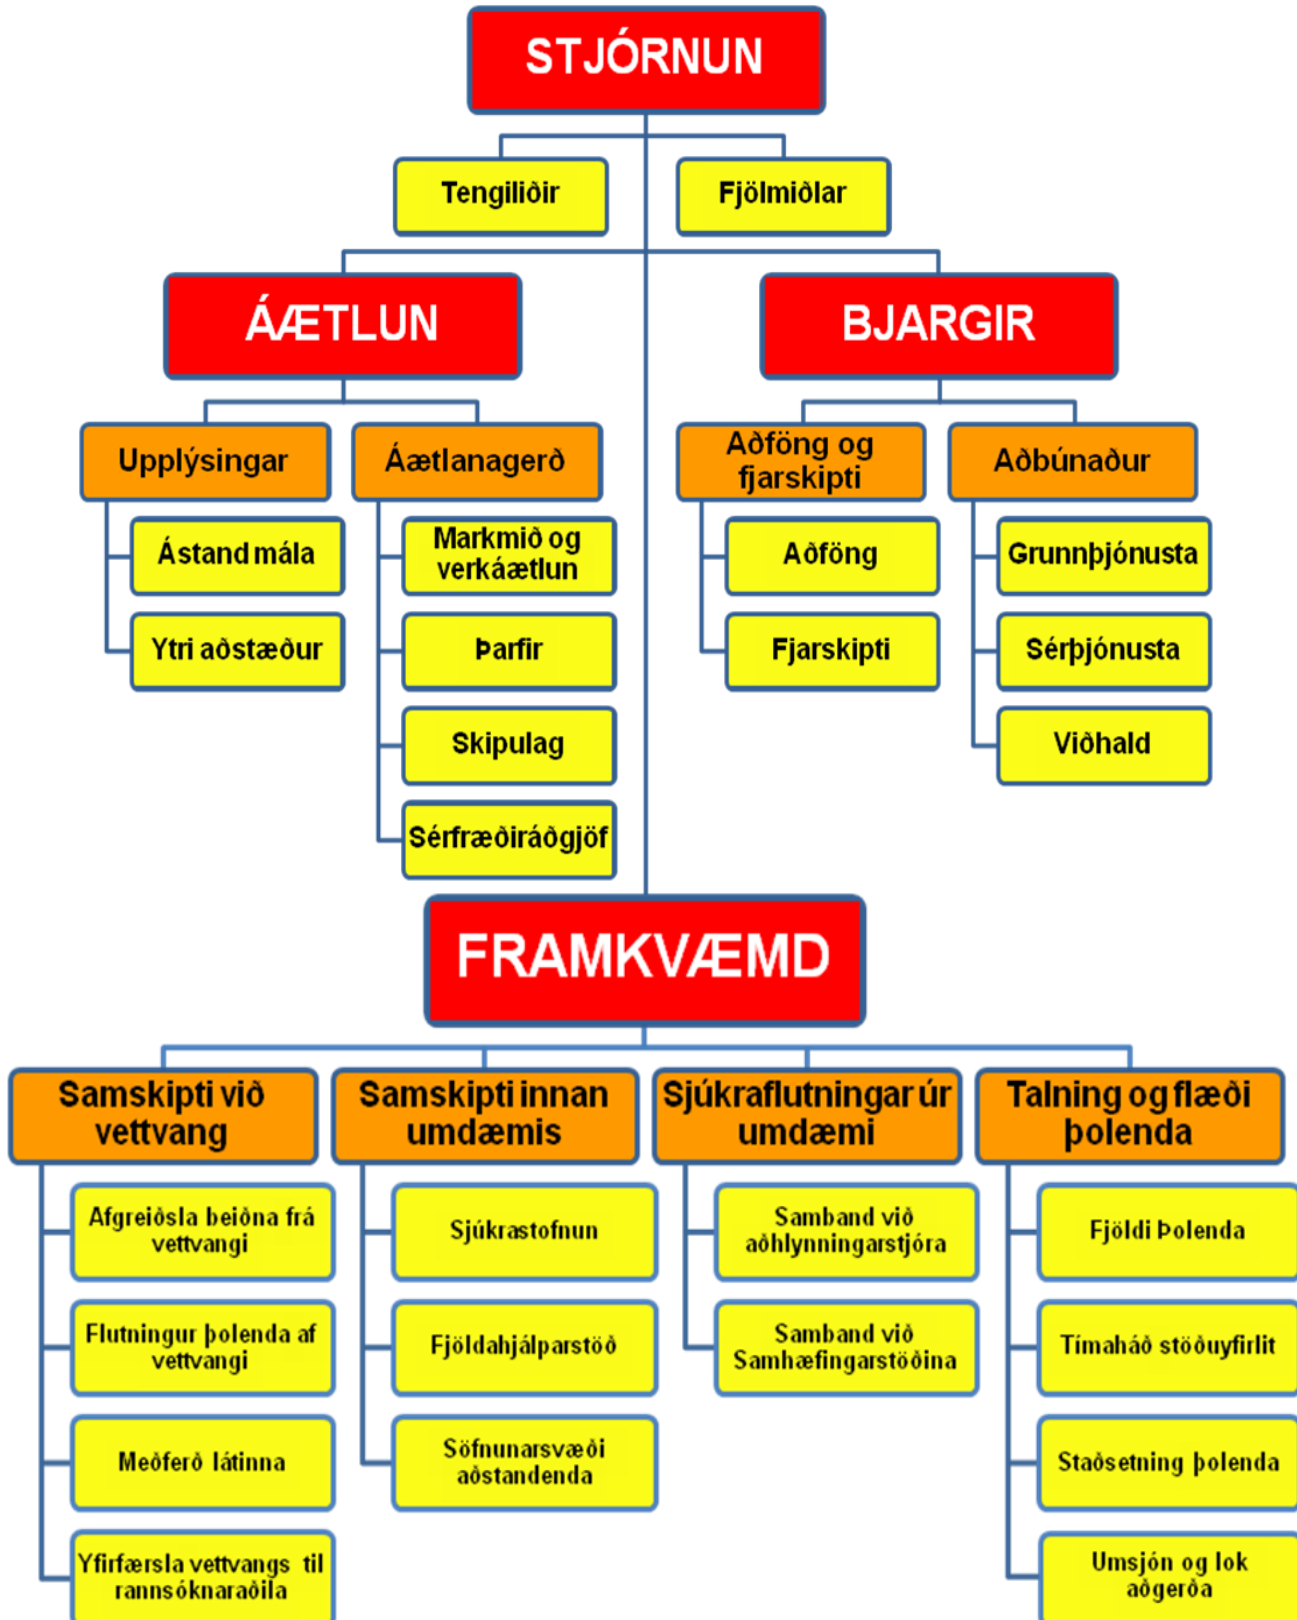 STJÓRNUN
Tengiliðir
Fjölmiðlar
ÁÆTLUN
BJARGIR
Upplýsingar
Ástand mála
Ytri aðstæður
Áætlanagerð
Markmið og
verkáætlun
Þarfir
Skipulag
Sérfræðiráðgjöf
Aðföng og
fjarskipti
Aðföng
Fjarskipti
Aðbúnaður
Grunnþjónusta
Sérþjónusta
Viðhald
FRAMKVÆMD
Samskipti við
vettvang
Afgreiðsla beiðna frá
vettvangi
Flutningur þolenda af
vettvangi
Meðferð látinna
Yfirfærsla vettvangs til
rannsóknaraðila
Samskipti innan
umdæmis
Sjúkrastofnun
Fjöldahjálparstöð
Söfnunarsvæði
aðstandenda
Sjúkraflutningar úr
umdæmi
Samband við
aðhlynningarstjóra
Samband við
Samhæfingarstöðina
Talning og flæði
þolenda
Fjöldi Þolenda
Tímaháð stöðuyfirlit
Staðsetning þolenda
Umsjón og lok
aðgerða